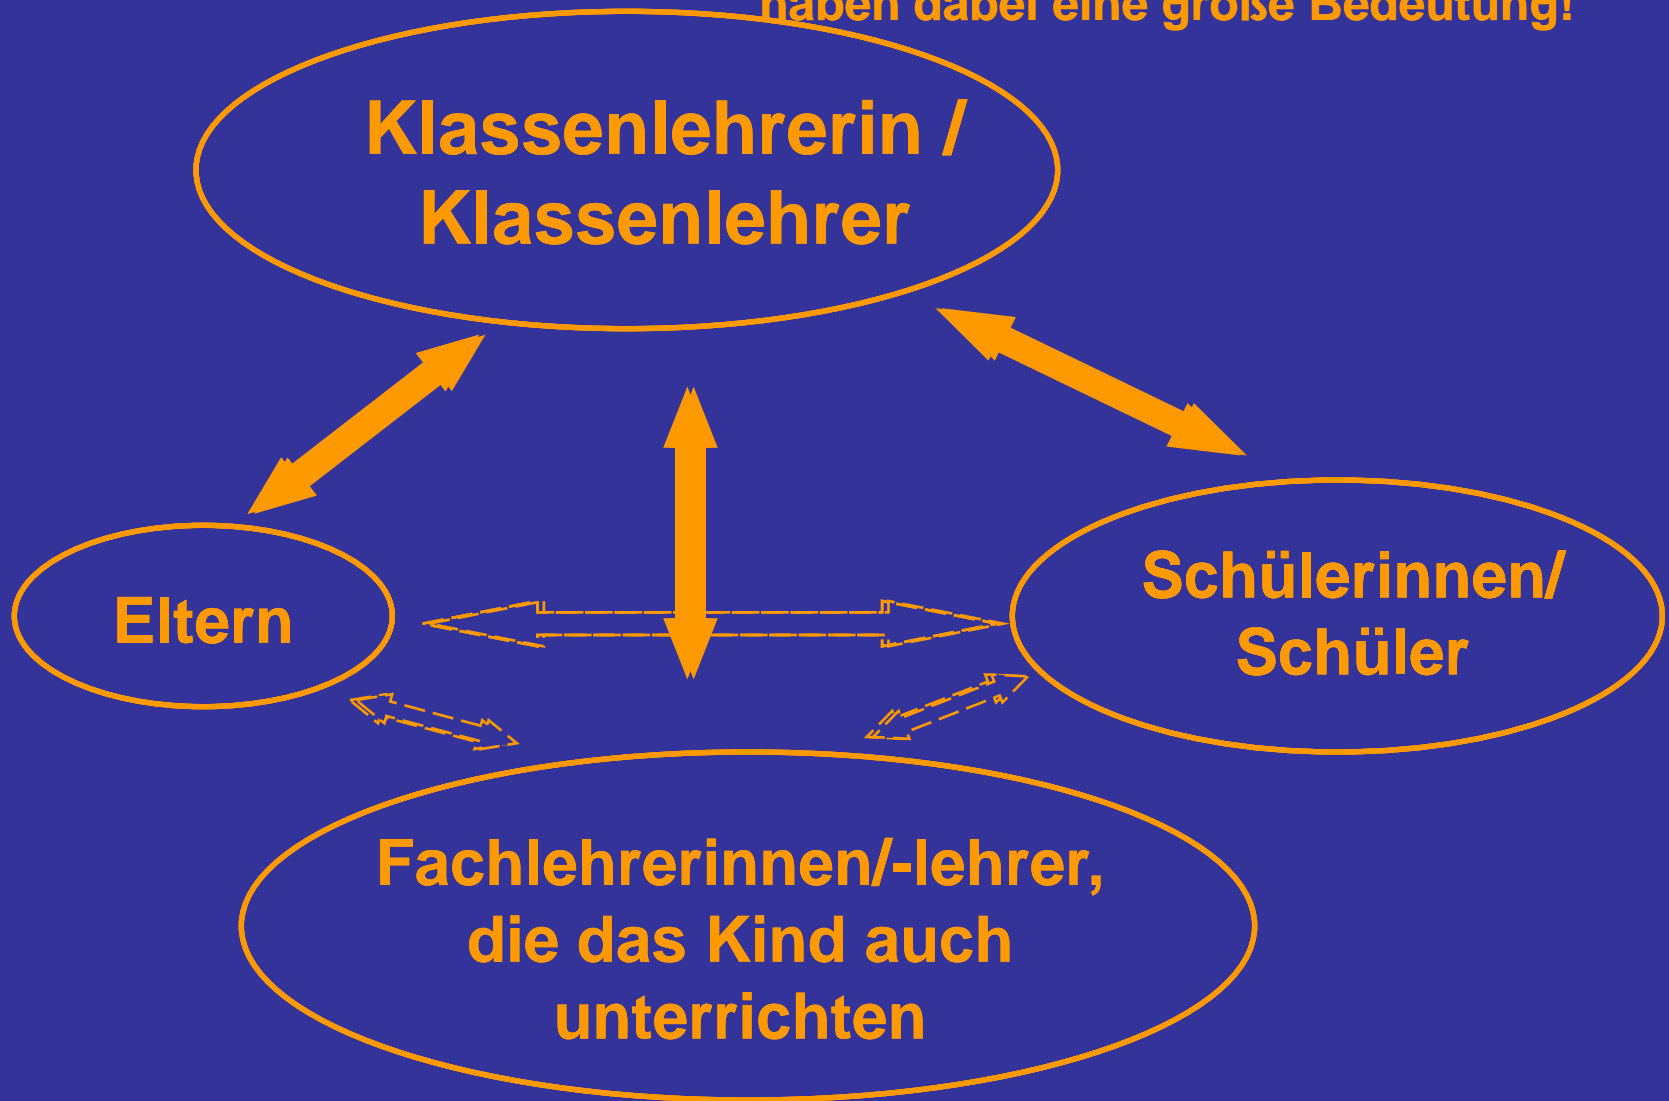 haben dabei eine große Bedeutung!
Klassenlehrerin /
Klassenlehrer
Eltern
Schülerinnen/
Schüler
Fachlehrerinnen/-lehrer,
die das Kind auch
unterrichten